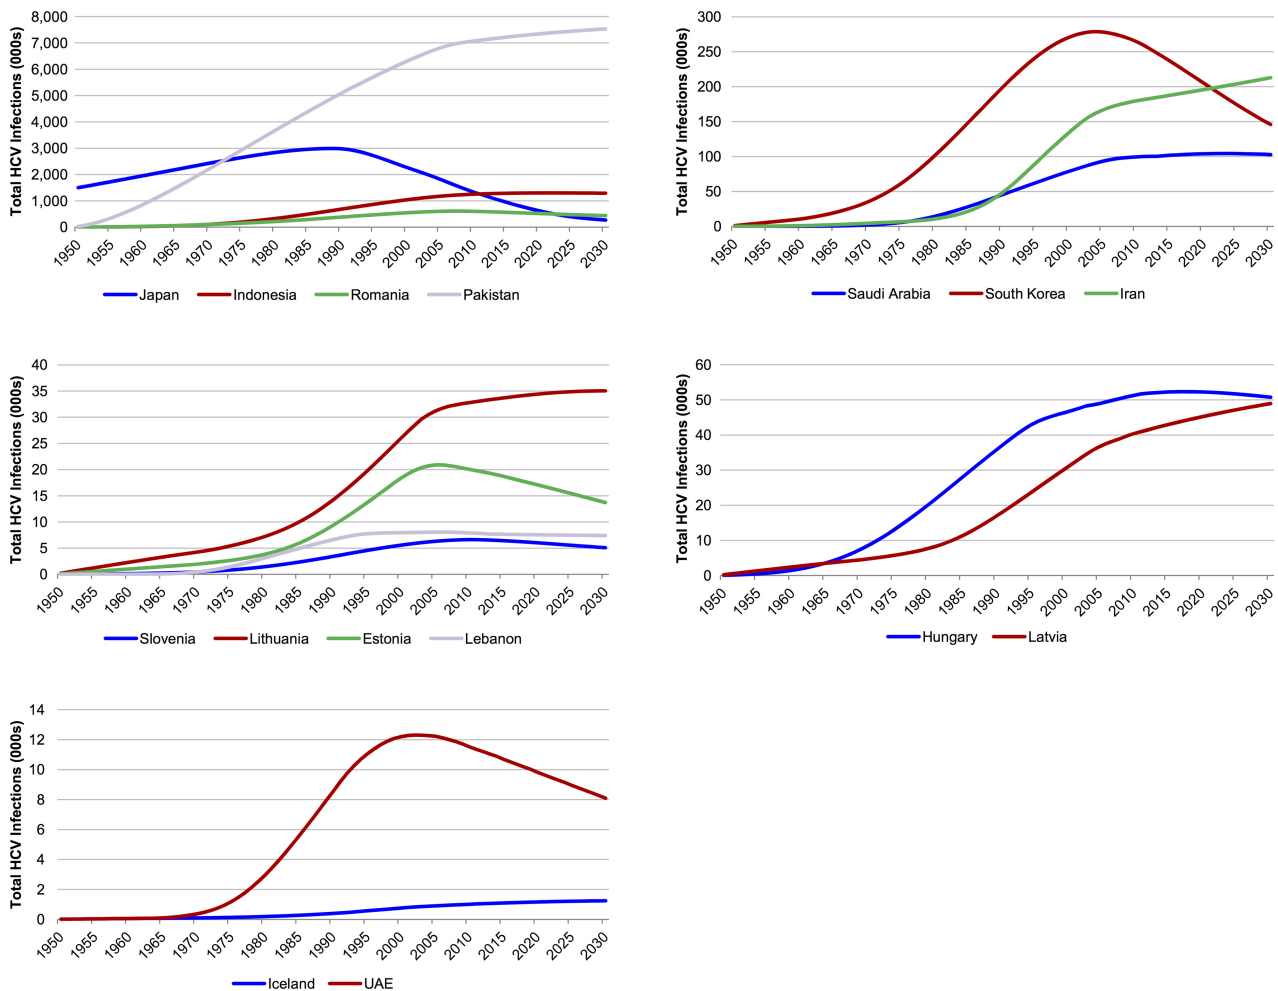 Total HCV Infections (000s)
8,000
7,000
6,000
5,000
4,000
3,000
2,000
1,000
0
1950 1955 1960 1965 1970 1975 1980 1985 1990 1995 2000 2005 2010 2015 2020 2025 2030
Japan Indonesia Romania Pakistan
Total HCV Infections (000s)
300
250
200
150
100
50
0
1950 1955 1960 1965 1970 1975 1980 1985 1990 1995 2000 2005 2010 2015 2020 2025 2030
Saudi Arabia South Korea Iran
Total HCV Infections (000s)
40
35
30
25
20
15
10
5
0
1950 1955 1960 1965 1970 1975 1980 1985 1990 1995 2000 2005 2010 2015 2020 2025 2030
Slovenia Lithuania Estonia Lebanon
Total HCV Infections (000s)
60
50
40
30
20
10
0
1950 1955 1960 1965 1970 1975 1980 1985 1990 1995 2000 2005 2010 2015 2020 2025 2030
Hungary Latvia
Total HCV Infections (000s)
14
12
10
8
6
4
2
0
1950 1955 1960 1965 1970 1975 1980 1985 1990 1995 2000 2005 2010 2015 2020 2025 2030
Iceland UAE